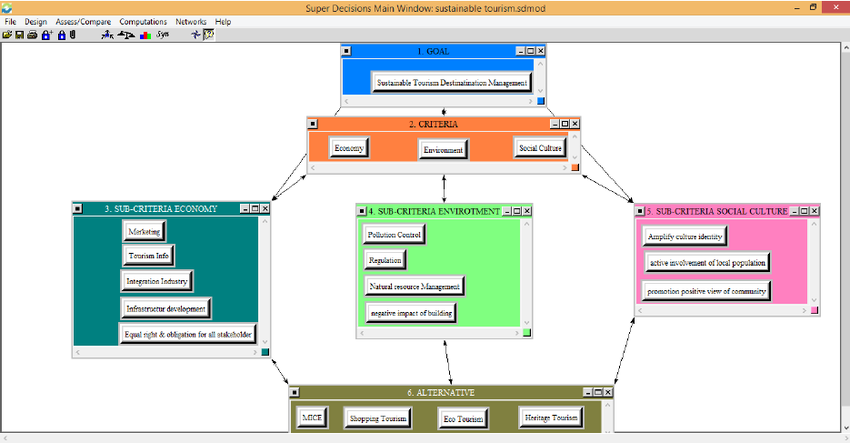 Super Decisions Main Window: sustainable tourism.sdmod
File Design Assess/Compare Computations Networks Help
Syn
1. GOAL
Sustainable Tourism Destinatination Management
2. CRITERIA
Economy
Environment
Social Culture
3. SUB-CRITERIA ECONOMY
Merketing
Tourism Info
Integration Industry
Infrastructur development
Equal right & obligation for all stakeholder
4. SUB-CRITERIA ENVIROTMENT
Pollution Control
Regulation
Natural resource Management
negative impact of building
5. SUB-CRITERIA SOCIAL CULTURE
Amplify culture identity
active involvement of local population
promotion positive view of community
6. ALTERNATIVE
MICE
Shopping Tourism
Eco Tourism
Heritage Tourism